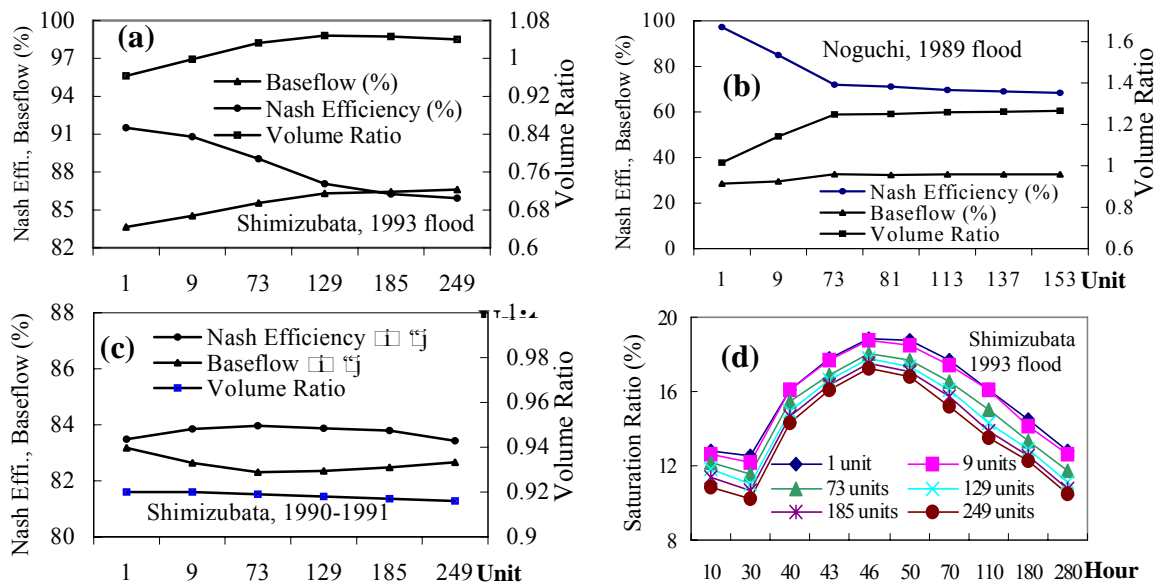 Nash Effi., Baseflow (%)
100
97
94
91
88
85
82
(a)
Baseflow (%)
Nash Efficiency (%)
Volume Ratio
Shimizubata, 1993 flood
1.08
1
0.92
0.84
0.76
0.68
0.6
Volume Ratio
1 9 73 129 185 249
Nash Effi., Baseflow (%)
100
80
60
40
20
0
Noguchi, 1989 flood
(b)
Nash Efficiency (%)
Baseflow (%)
Volume Ratio
1.6
1.4
1.2
1
0.8
0.6
Volume Ratio
1 9 73 81 113 137 153 Unit
Nash Effi., Baseflow (%)
88
86
84
82
80
(c)
Nash Efficiency
Baseflow
Volume Ratio
Shimizubata, 1990-1991
0.98
0.96
0.94
0.92
0.9
Volume Ratio
1 9 73 129 185 249 Unit
Saturation Ratio (%)
20
16
12
8
(d)
Shimizubata
1993 flood
1 unit
9 units
73 units
129 units
185 units
249 units
10 30 40 43 46 50 70 110 180 280 Hour